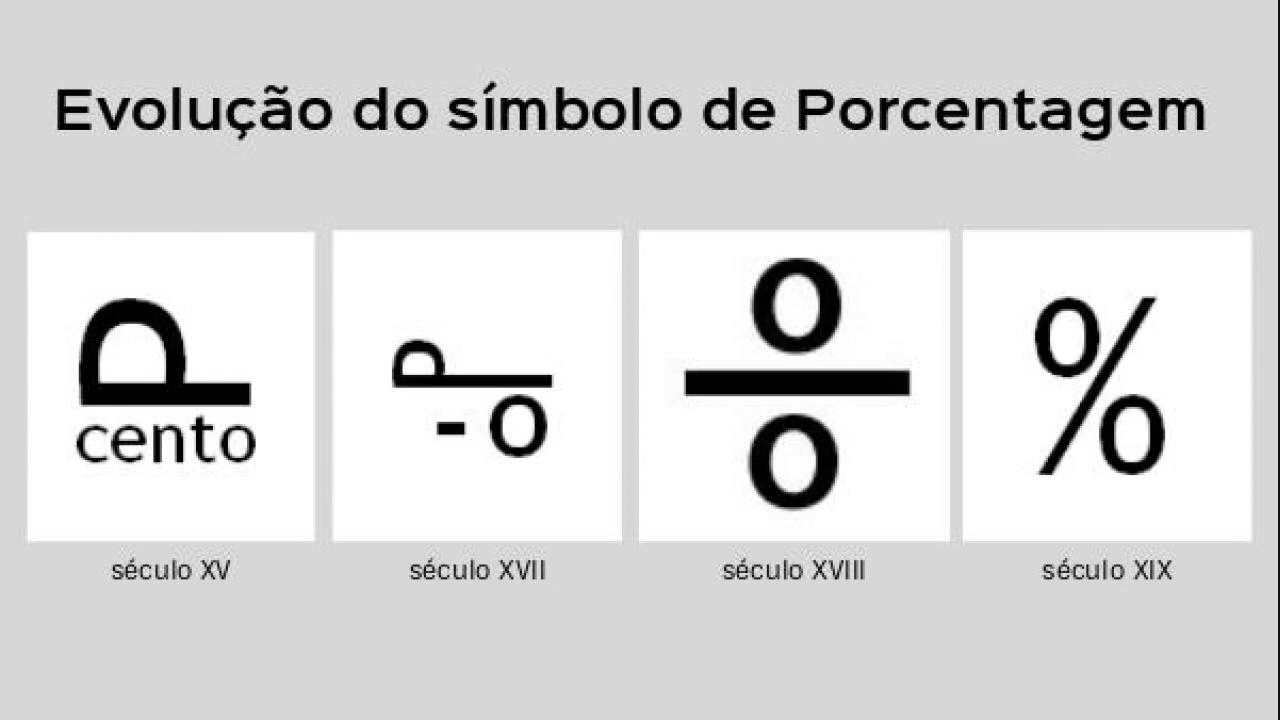 Evolução do símbolo de Porcentagem
P
cento
P
- O
O
O
%
século XV
século XVII
século XVIII
século XIX